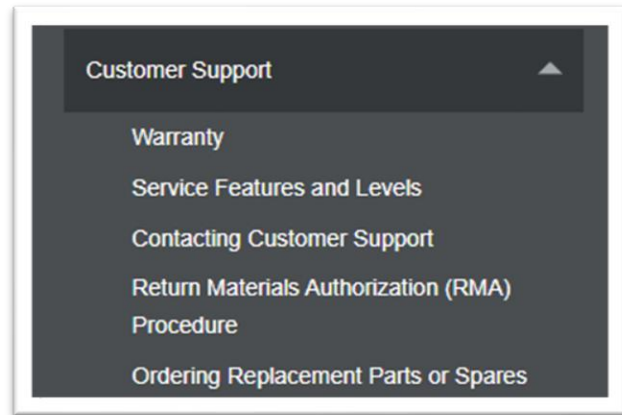 Customer Support
Warranty
Service Features and Levels
Contacting Customer Support
Return Materials Authorization (RMA)
Procedure
Ordering Replacement Parts or Spares